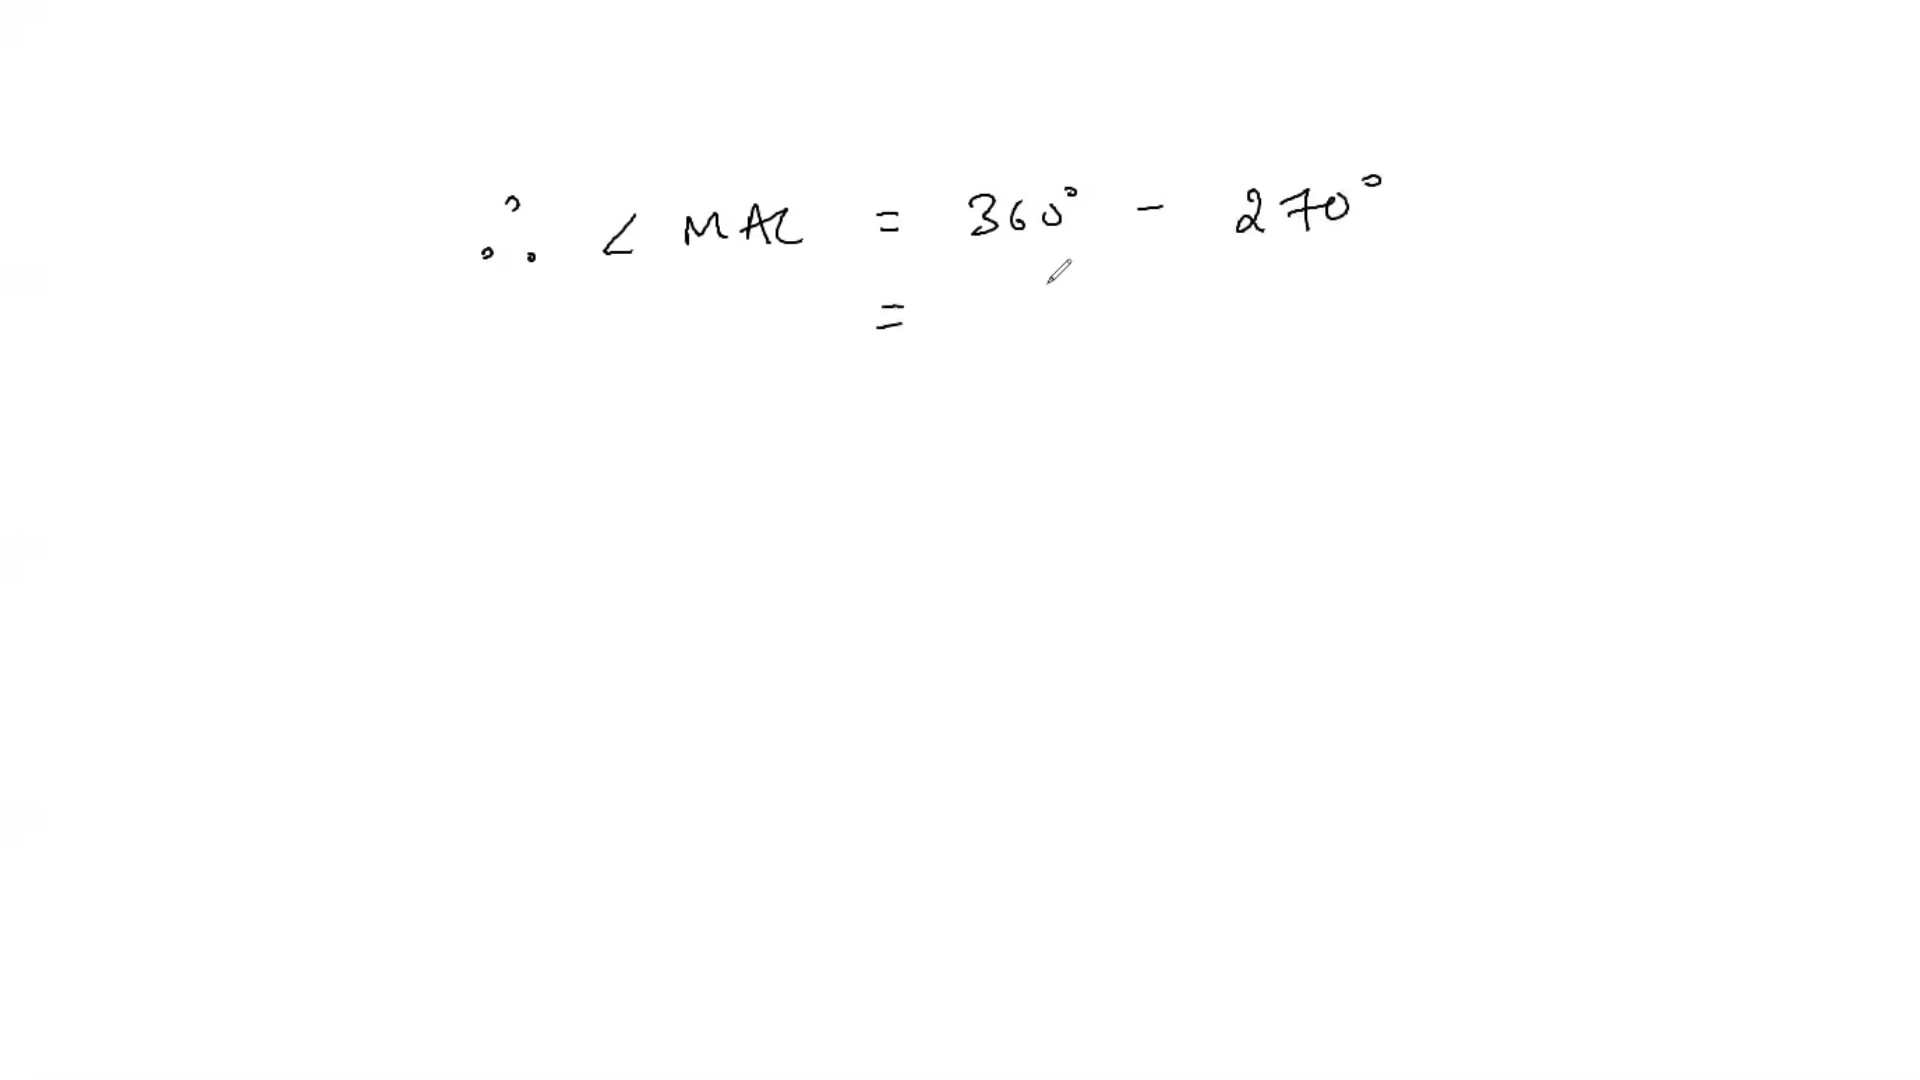 ∴ ∠ MAC = 360° - 270°
=